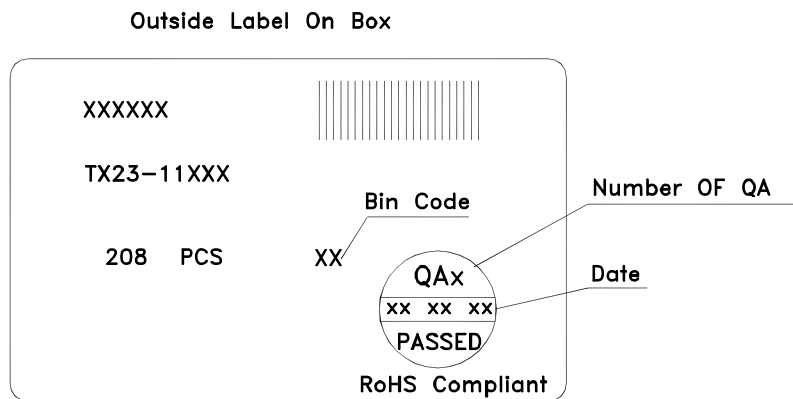 Outside Label On Box
XXXXXX
TX23-11XXX
Bin Code
Number OF QA
208 PCS XX
QAx
Date
xx xx xx
PASSED
RoHS Compliant